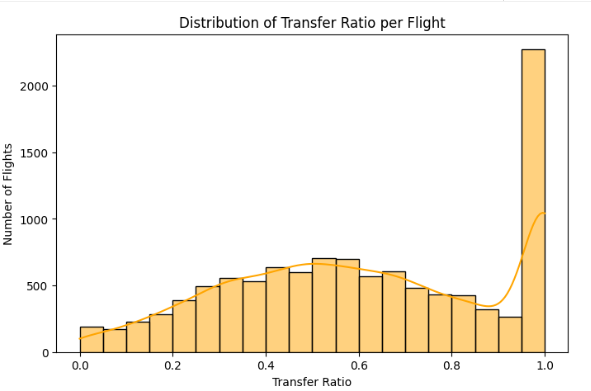 Distribution of Transfer Ratio per Flight
Number of Flights
2000
1500
1000
500
0
0.0 0.2 0.4 0.6 0.8 1.0
Transfer Ratio